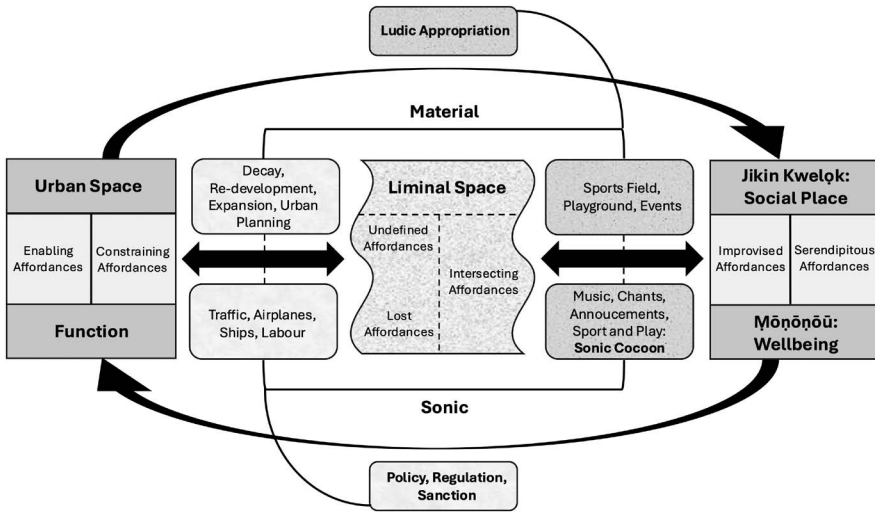 Ludic Appropriation
Material
Urban Space
Enabling
Affordances
Constraining
Affordances
Function
Decay,
Re-development,
Expansion, Urban
Planning
Traffic, Airplanes,
Ships, Labour
Liminal Space
Undefined
Affordances
Intersecting
Affordances
Lost
Affordances
Sports Field,
Playground, Events
Music, Chants,
Annoucements,
Sport and Play:
Sonic Cocoon
Jikin Kweḷọk:
Social Place
Improvised
Affordances
Serendipitous
Affordances
Ṃōṇōṇōū:
Wellbeing
Sonic
Policy, Regulation,
Sanction